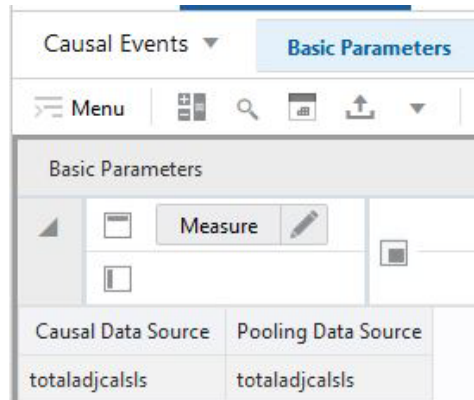 Causal Events Basic Parameters
Menu
Basic Parameters
Measure
Causal Data Source Pooling Data Source
totaladjcalsls totaladjcalsls